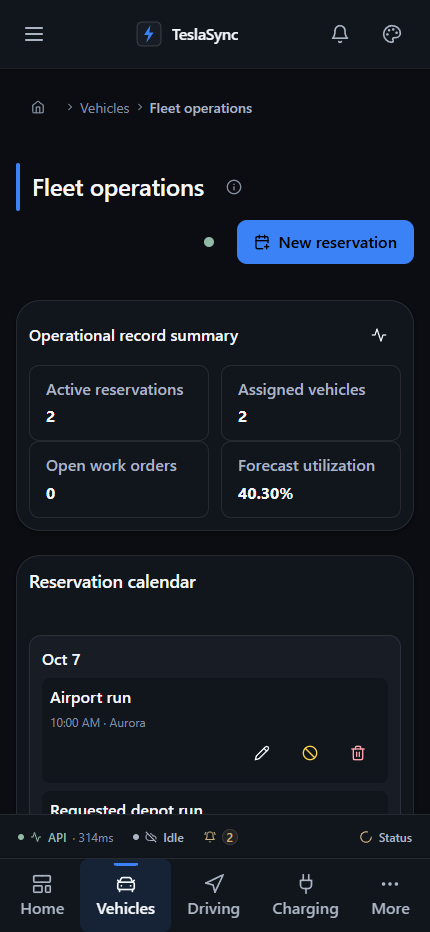 TeslaSync
Vehicles
Fleet operations
Fleet operations
New reservation
Operational record summary
Active reservations
2
Assigned vehicles
2
Open work orders
0
Forecast utilization
40.30%
Reservation calendar
Oct 7
Airport run
10:00 AM · Aurora
Requested depot run
API · 314ms
Idle
2
Status
Home
Vehicles
Driving
Charging
More